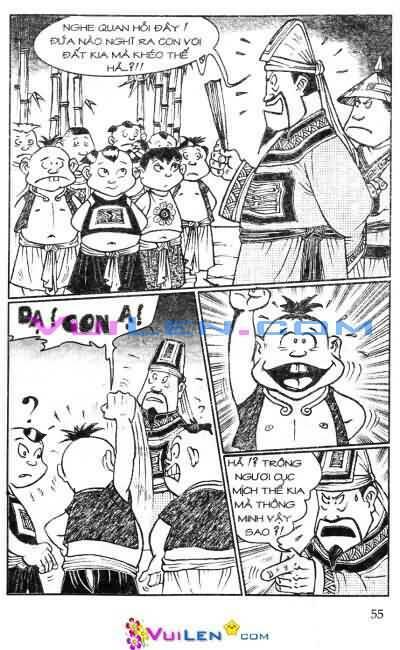 NGHE QUAN HỎI ĐÂY!
ĐỨA NÀO NGHĨ RA CON VOI
ĐẤT KIA MÀ KHÉO THẾ
HẢ...?!!
DẠ! CON Ạ!
VUILEN.COM
?
HẢ!? TRÔNG
NGƯƠI CỤC
MỊCH THẾ KIA
MÀ THÔNG
MINH VẬY
SAO?!
55
VUILEN.COM